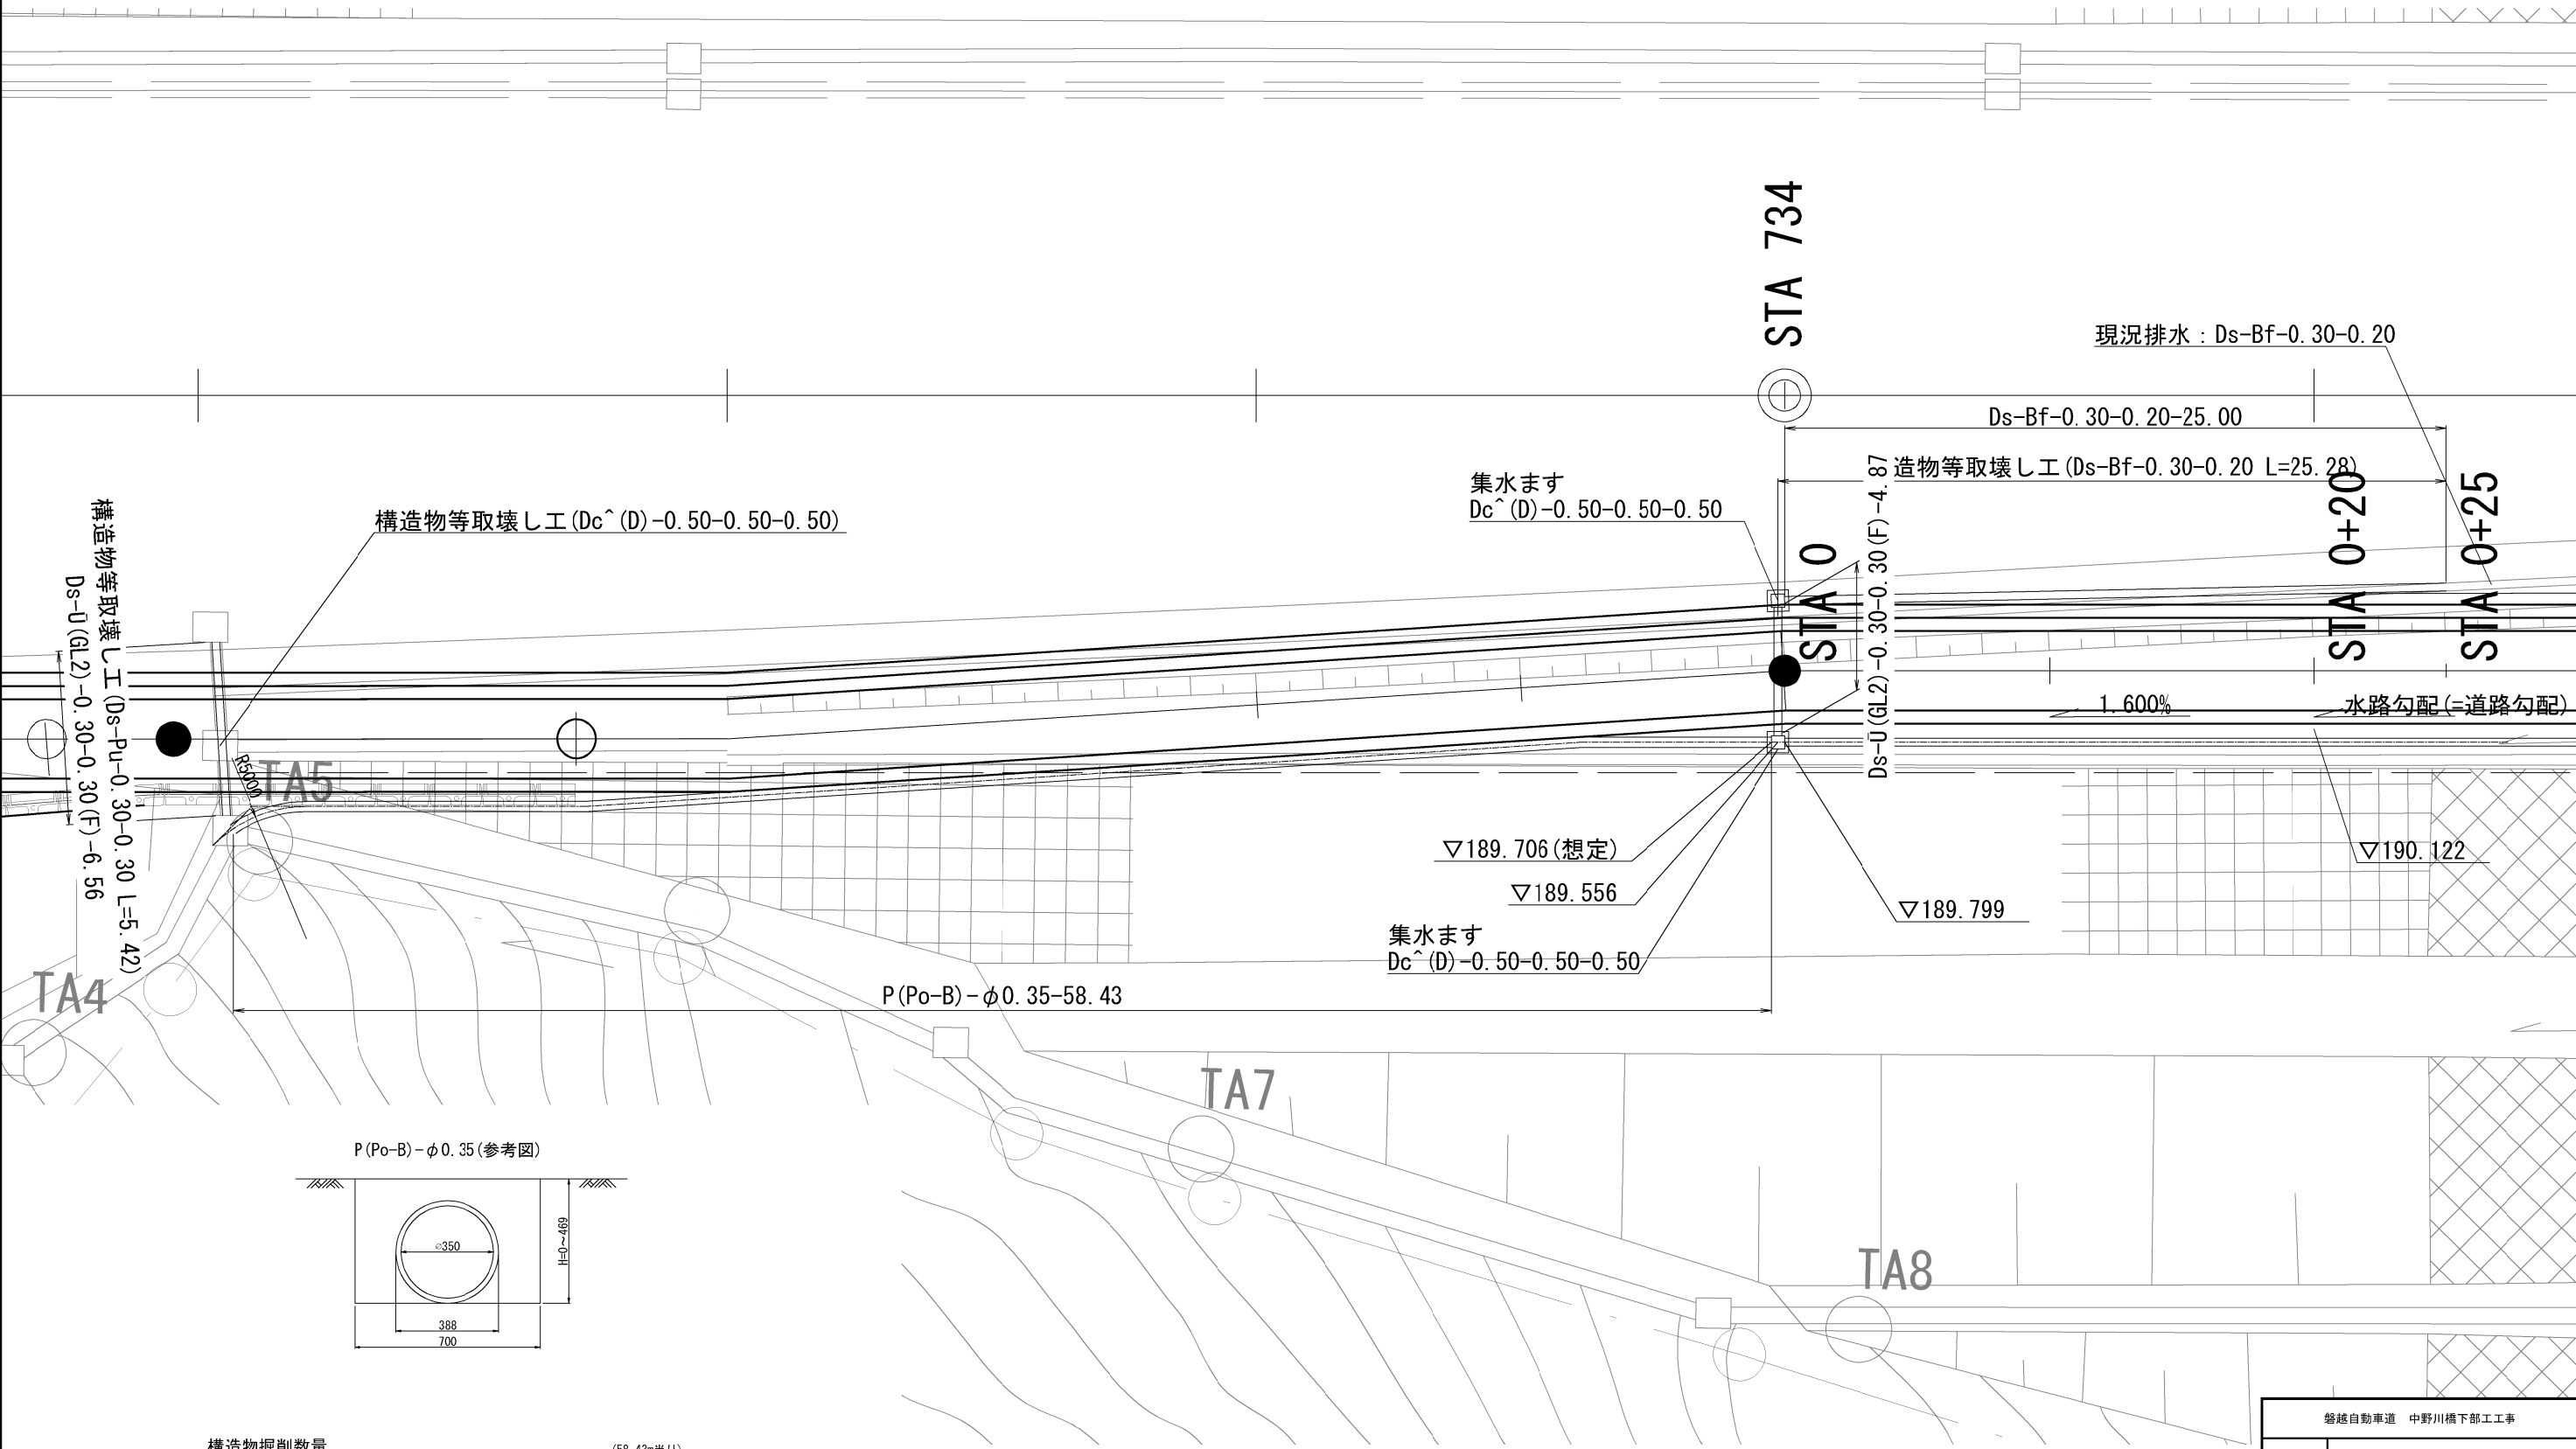 STA 734
現況排水：Ds-Bf-0.30-0.20
Ds-Bf-0.30-0.20-25.00
造物等取壊し工(Ds-Bf-0.30-0.20 L=25.28)
集水ます
Dc^(D)-0.50-0.50-0.50
構造物等取壊し工(Dc^(D)-0.50-0.50-0.50)
構造物等取壊し工(Ds-Pu-0.30-0.30 L=5.42)
Ds-Ü(GL2)-0.30-0.30(F)-6.56
Ds-Ü(GL2)-0.30-0.30(F)-4.87
STA 0
STA 0+20
STA 0+25
1.600%
水路勾配(=道路勾配)
R5000
TA5
▽189.706(想定)
▽189.556
▽190.122
▽189.799
集水ます
Dc^(D)-0.50-0.50-0.50
TA4
P(Po-B)-φ0.35-58.43
TA7
P(Po-B)-φ0.35(参考図)
∅350
H=0～469
388
700
TA8
磐越自動車道　中野川橋下部工工事
構造物掘削数量